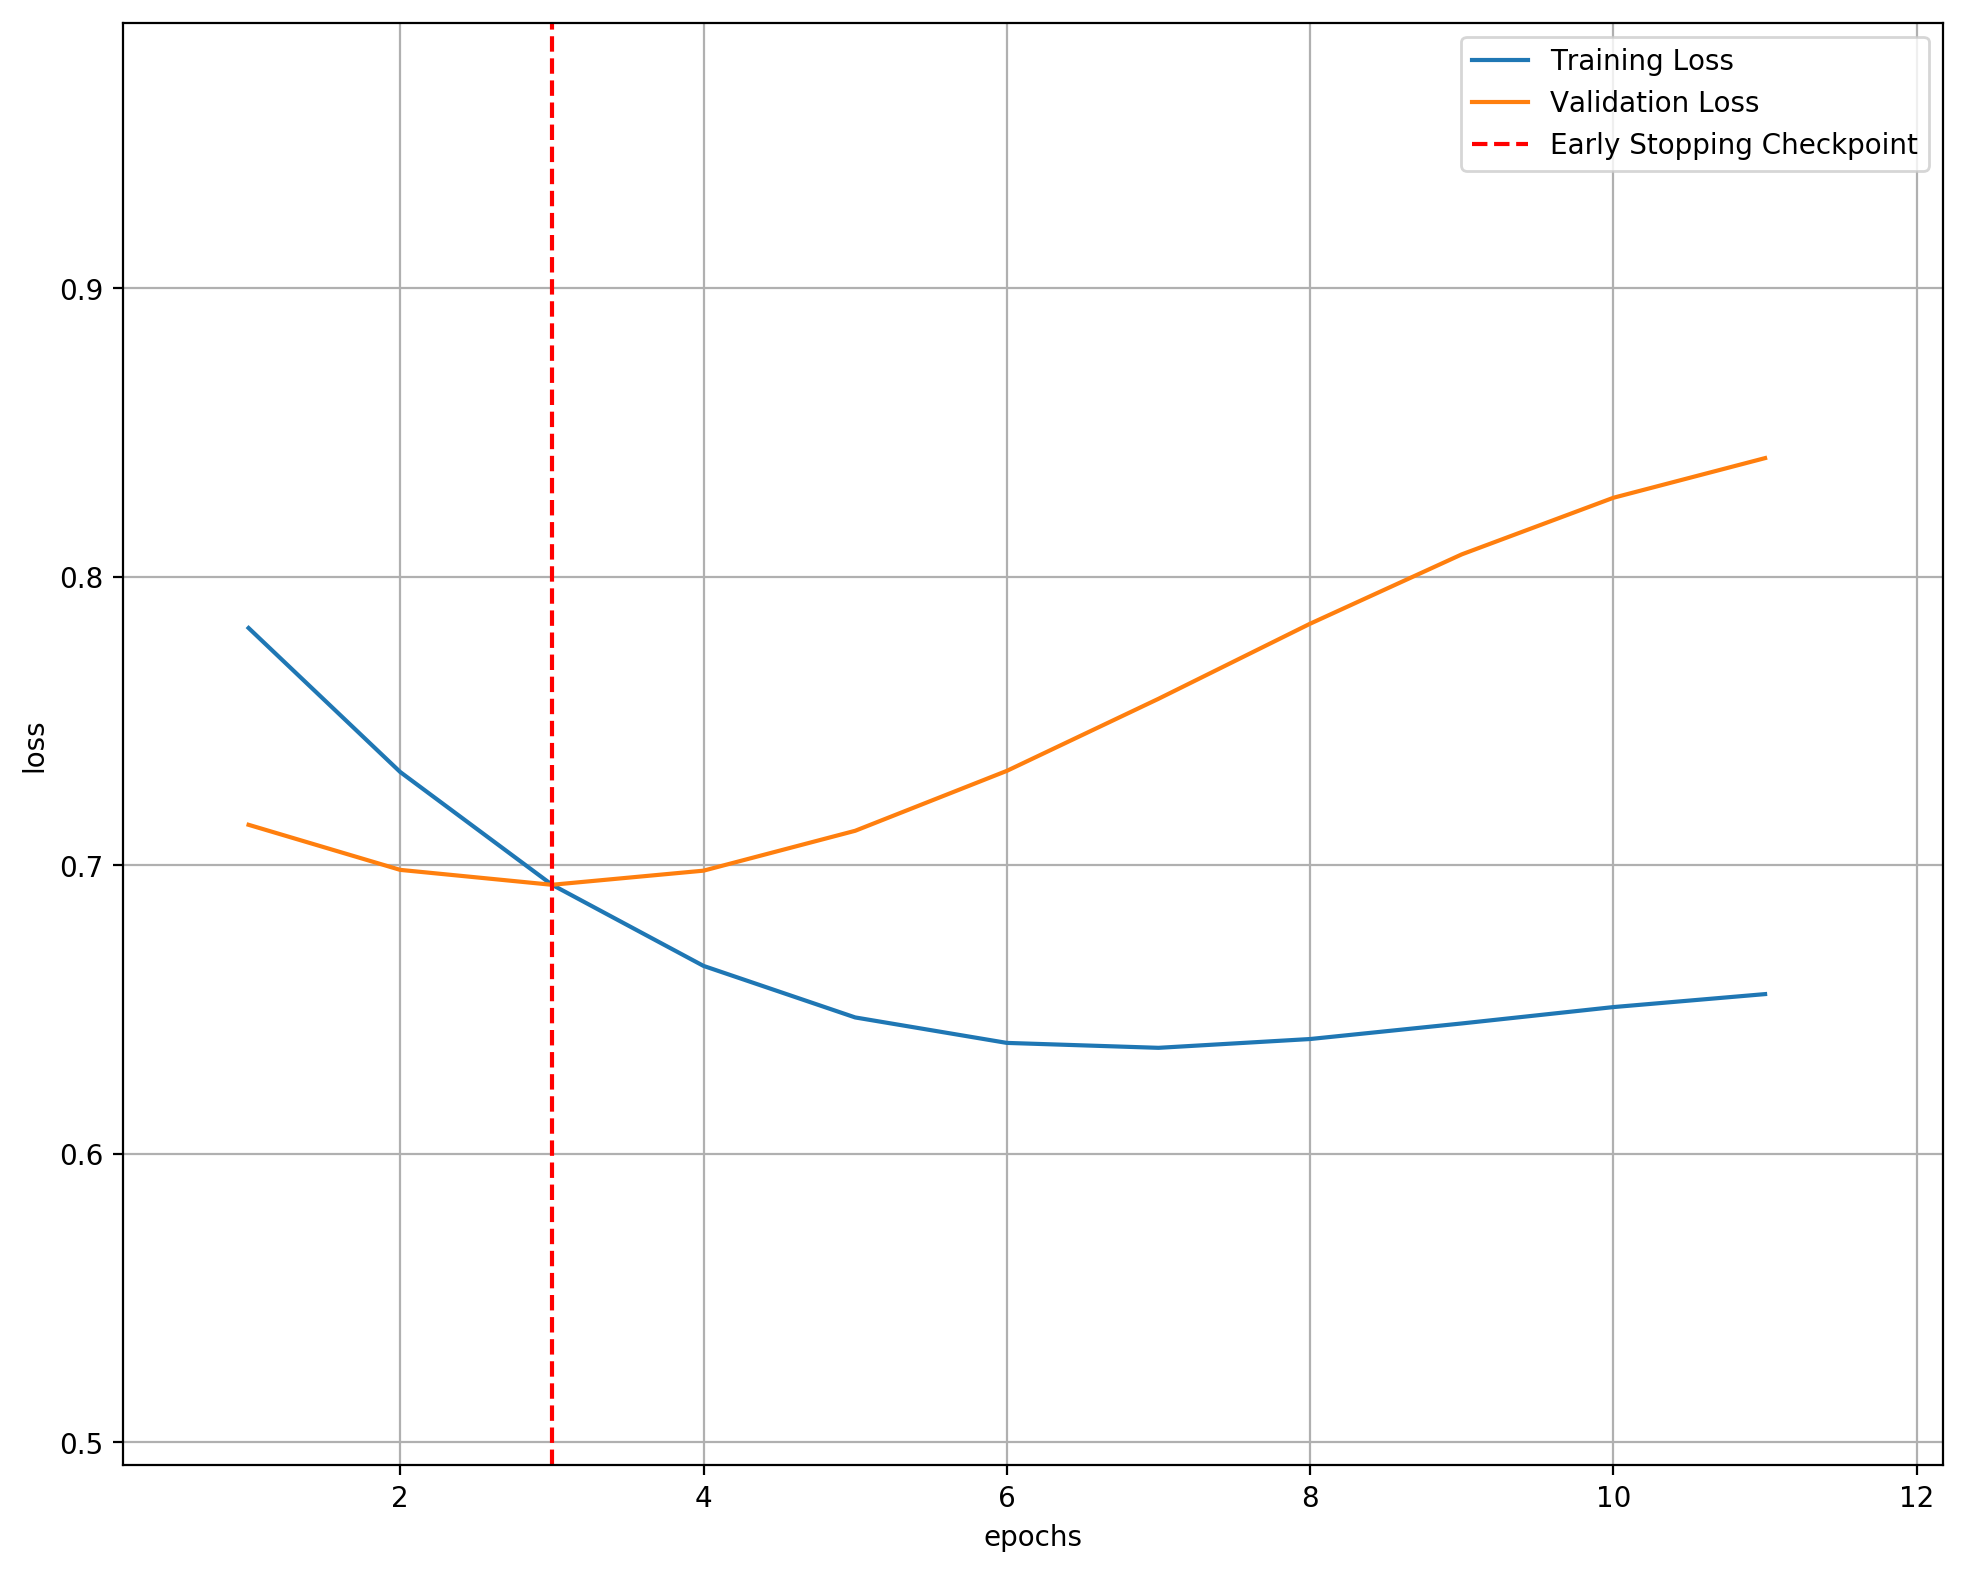 Training Loss
Validation Loss
Early Stopping Checkpoint
0.9
0.8
0.7
0.6
0.5
loss
2 4 6 8 10 12
epochs